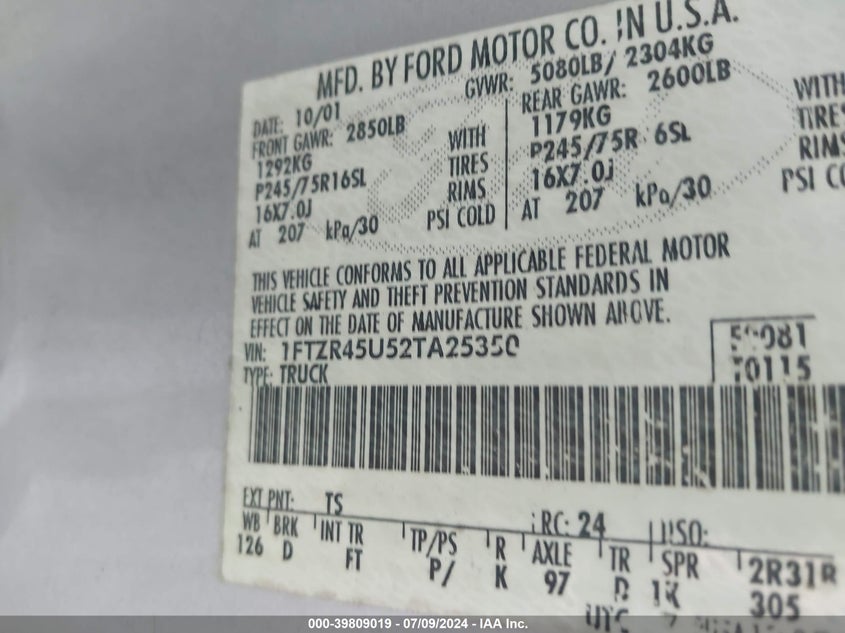 MFD. BY FORD MOTOR CO. IN U.S.A.
DATE: 10/01 GVWR: 5080LB/ 2304KG
FRONT GAWR: 2850LB REAR GAWR: 2600LB
1292KG WITH 1179KG WITH
P245/75R16SL TIRES P245/75R 6SL TIRES
16X7.0J RIMS 16X7.0J RIMS
AT 207 kPa/30 PSI COLD AT 207 kPa/30 PSI
THIS VEHICLE CONFORMS TO ALL APPLICABLE FEDERAL MOTOR
VEHICLE SAFETY AND THEFT PREVENTION STANDARDS IN
EFFECT ON THE DATE OF MANUFACTURE SHOWN ABOVE.
VIN: 1FTZR45U52TA25350
TYPE: TRUCK T0115
EXT PNT: TS RC: 24 DSO:
WB BRK INT TR TP/PS R AXLE TR SPR 2R31R
126 D FT P/ K 97 D 1K 305
000-39809019 - 07/09/2024 - IAA Inc.